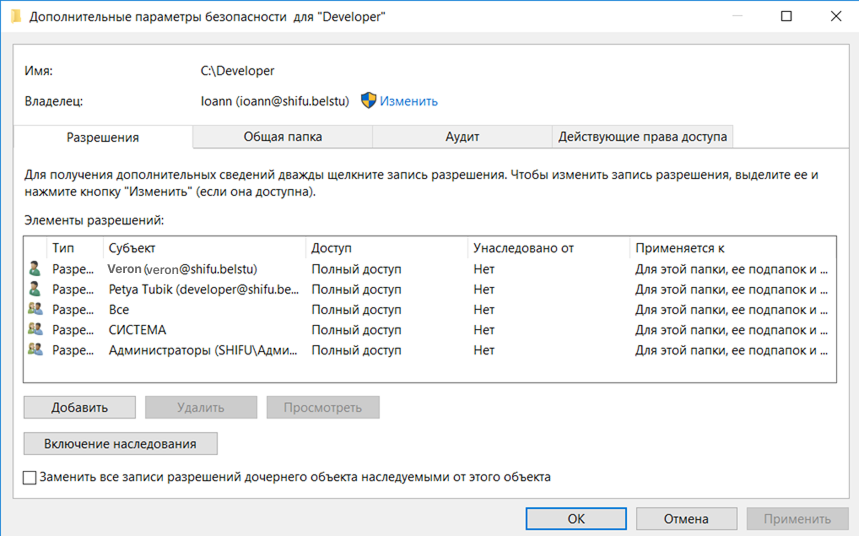 Дополнительные параметры безопасности для "Developer"
Имя: C:\Developer
Владелец: Ioann (ioann@shifu.belstu) Изменить
Разрешения Общая папка Аудит Действующие права доступа
Для получения дополнительных сведений дважды щелкните запись разрешения. Чтобы изменить запись разрешения, выделите ее и
нажмите кнопку "Изменить" (если она доступна).
Элементы разрешений:
Тип Субъект Доступ Унаследовано от Применяется к
Разре... Veron (veron@shifu.belstu) Полный доступ Нет Для этой папки, ее подпапок и ...
Разре... Petya Tubik (developer@shifu.be... Полный доступ Нет Для этой папки, ее подпапок и ...
Разре... Все Полный доступ Нет Для этой папки, ее подпапок и ...
Разре... СИСТЕМА Полный доступ Нет Для этой папки, ее подпапок и ...
Разре... Администраторы (SHIFU\Адми... Полный доступ Нет Для этой папки, ее подпапок и ...
Добавить Удалить Просмотреть
Включение наследования
Заменить все записи разрешений дочернего объекта наследуемыми от этого объекта
ОК Отмена Применить